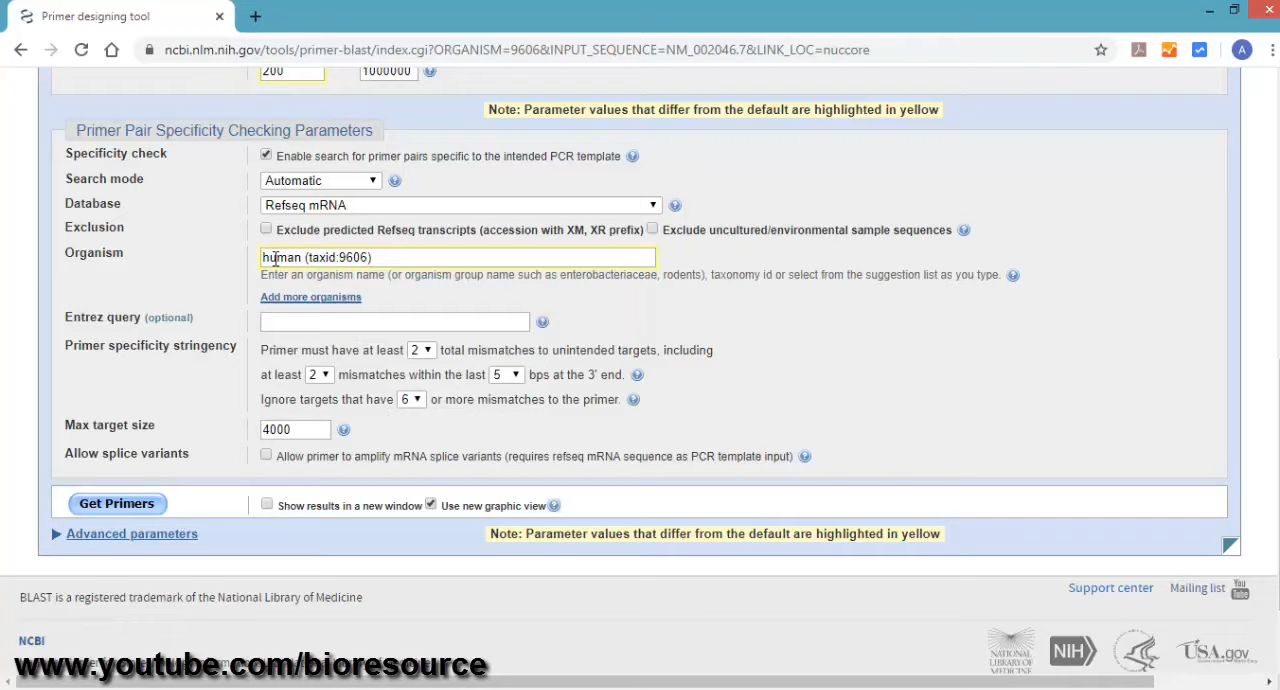 Primer designing tool
ncbi.nlm.nih.gov/tools/primer-blast/index.cgi?ORGANISM=9606&INPUT_SEQUENCE=NM_002046.7&LINK_LOC=nuccore
A
200 1000000
Note: Parameter values that differ from the default are highlighted in yellow
Primer Pair Specificity Checking Parameters
Specificity check Enable search for primer pairs specific to the intended PCR template
Search mode Automatic
Database Refseq mRNA
Exclusion Exclude predicted Refseq transcripts (accession with XM, XR prefix) Exclude uncultured/environmental sample sequences
Organism human (taxid:9606)
Enter an organism name (or organism group name such as enterobacteriaceae, rodents), taxonomy id or select from the suggestion list as you type.
Add more organisms
Entrez query (optional)
Primer specificity stringency Primer must have at least 2 total mismatches to unintended targets, including
at least 2 mismatches within the last 5 bps at the 3' end.
Ignore targets that have 6 or more mismatches to the primer.
Max target size 4000
Allow splice variants Allow primer to amplify mRNA splice variants (requires refseq mRNA sequence as PCR template input)
Get Primers Show results in a new window Use new graphic view
Advanced parameters Note: Parameter values that differ from the default are highlighted in yellow
Support center Mailing list You Tube
BLAST is a registered trademark of the National Library of Medicine
NCBI
NATIONAL LIBRARY OF MEDICINE NIH USA.gov
www.youtube.com/bioresource